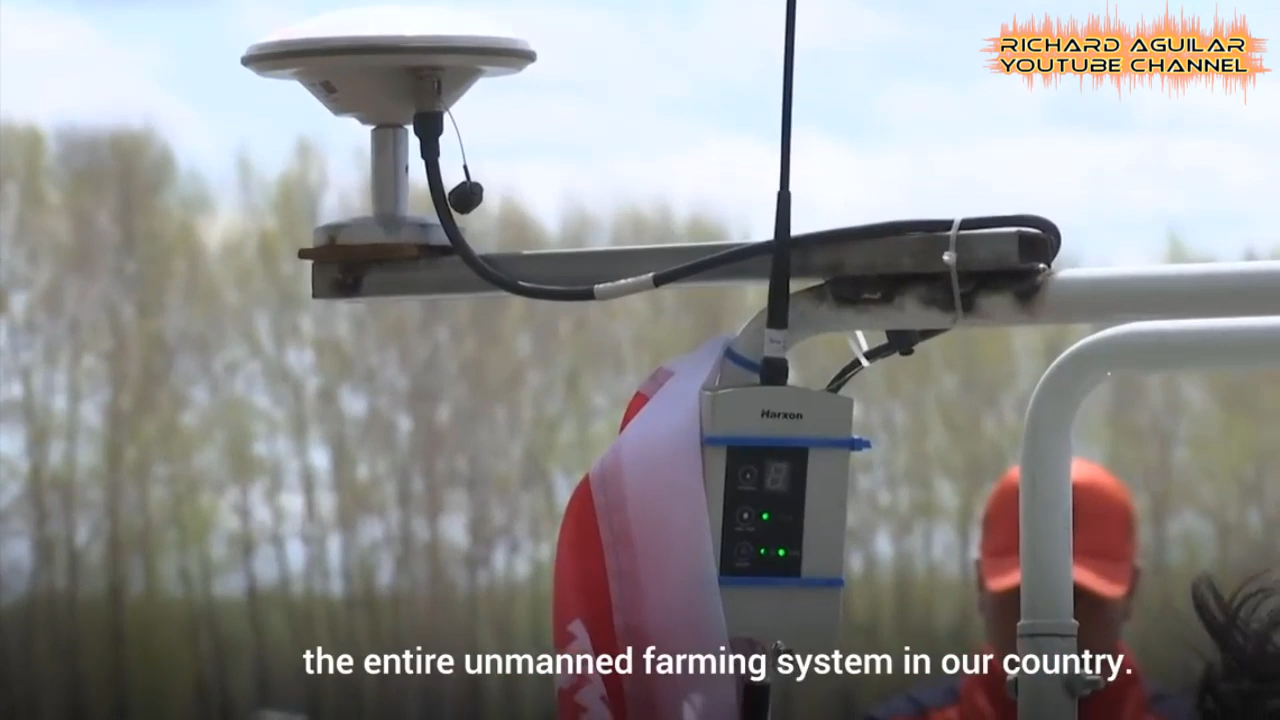 RICHARD AGUILAR
YOUTUBE CHANNEL
Harxon
the entire unmanned farming system in our country.